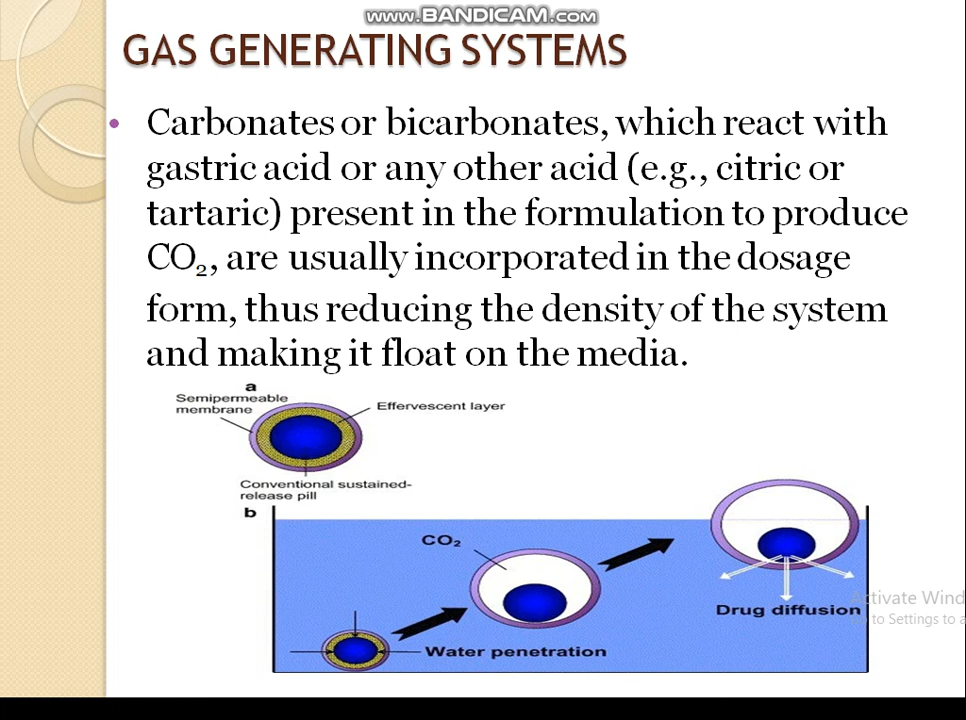 www.BANDICAM.com
GAS GENERATING SYSTEMS
• Carbonates or bicarbonates, which react with
gastric acid or any other acid (e.g., citric or
tartaric) present in the formulation to produce
CO₂, are usually incorporated in the dosage
form, thus reducing the density of the system
and making it float on the media.
a
Semipermeable
membrane
Effervescent layer
Conventional sustained-
release pill
b
CO₂
Drug diffusion
Water penetration
Activate Wind
to Settings to a